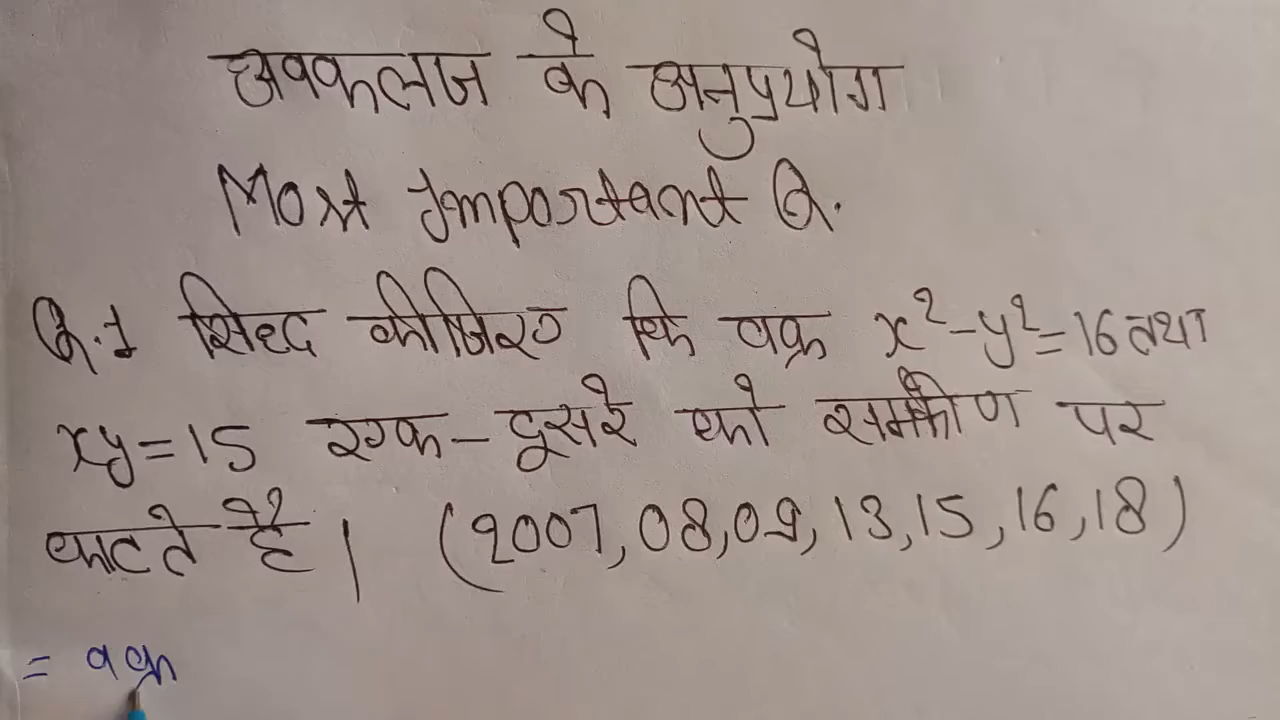 अवकलज के अनुप्रयोग
Most Important Q.
Q.1 सिध्द कीजिए कि वक्र x²-y²=16 तथा
xy=15 एक-दूसरे को समकोण पर
काटते हैं। (2007,08,09,13,15,16,18)
= वक्र